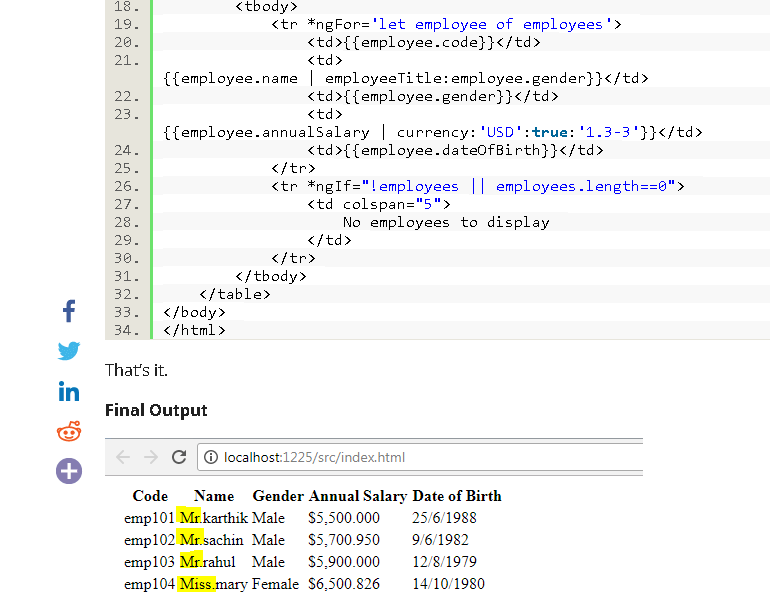 18. <tbody>
19. <tr *ngFor='let employee of employees'>
20. <td>{{employee.code}}</td>
21. <td>
{{employee.name | employeeTitle:employee.gender}}</td>
22. <td>{{employee.gender}}</td>
23. <td>
{{employee.annualSalary | currency:'USD':true:'1.3-3'}}</td>
24. <td>{{employee.dateOfBirth}}</td>
25. </tr>
26. <tr *ngIf="!employees || employees.length==0">
27. <td colspan="5">
28. No employees to display
29. </td>
30. </tr>
31. </tbody>
32. </table>
33. </body>
34. </html>
f
in
That's it.
Final Output
localhost:1225/src/index.html
Code Name Gender Annual Salary Date of Birth
emp101 Mr.karthik Male $5,500.000 25/6/1988
emp102 Mr.sachin Male $5,700.950 9/6/1982
emp103 Mr.rahul Male $5,900.000 12/8/1979
emp104 Miss.mary Female $6,500.826 14/10/1980